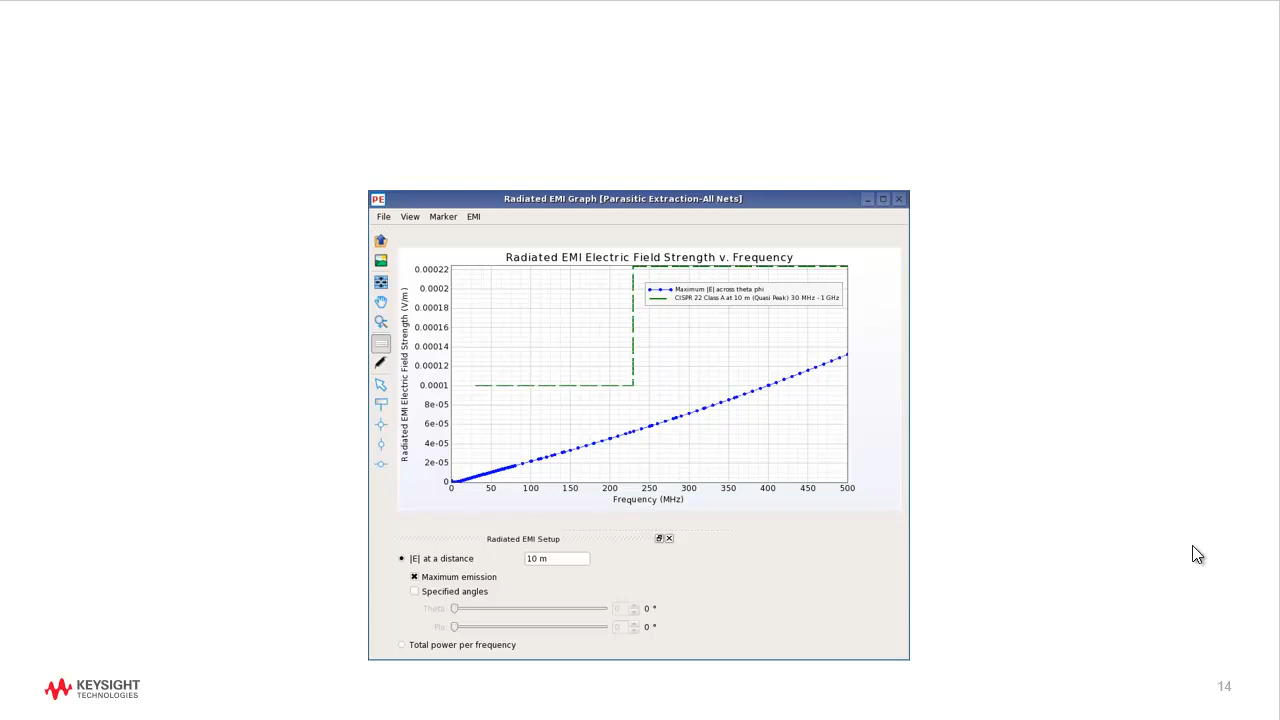 PE
Radiated EMI Graph [Parasitic Extraction-All Nets]
File View Marker EMI
Radiated EMI Electric Field Strength v. Frequency
Radiated EMI Electric Field Strength (V/m)
0.00022
0.0002
0.00018
0.00016
0.00014
0.00012
0.0001
8e-05
6e-05
4e-05
2e-05
0
Maximum |E| across theta phi
CISPR 22 Class A at 10 m (Quasi Peak) 30 MHz - 1 GHz
0 50 100 150 200 250 300 350 400 450 500
Frequency (MHz)
Radiated EMI Setup
|E| at a distance 10 m
Maximum emission
Specified angles
Theta: 0 0 °
Phi: 0 0 °
Total power per frequency
KEYSIGHT
TECHNOLOGIES
14